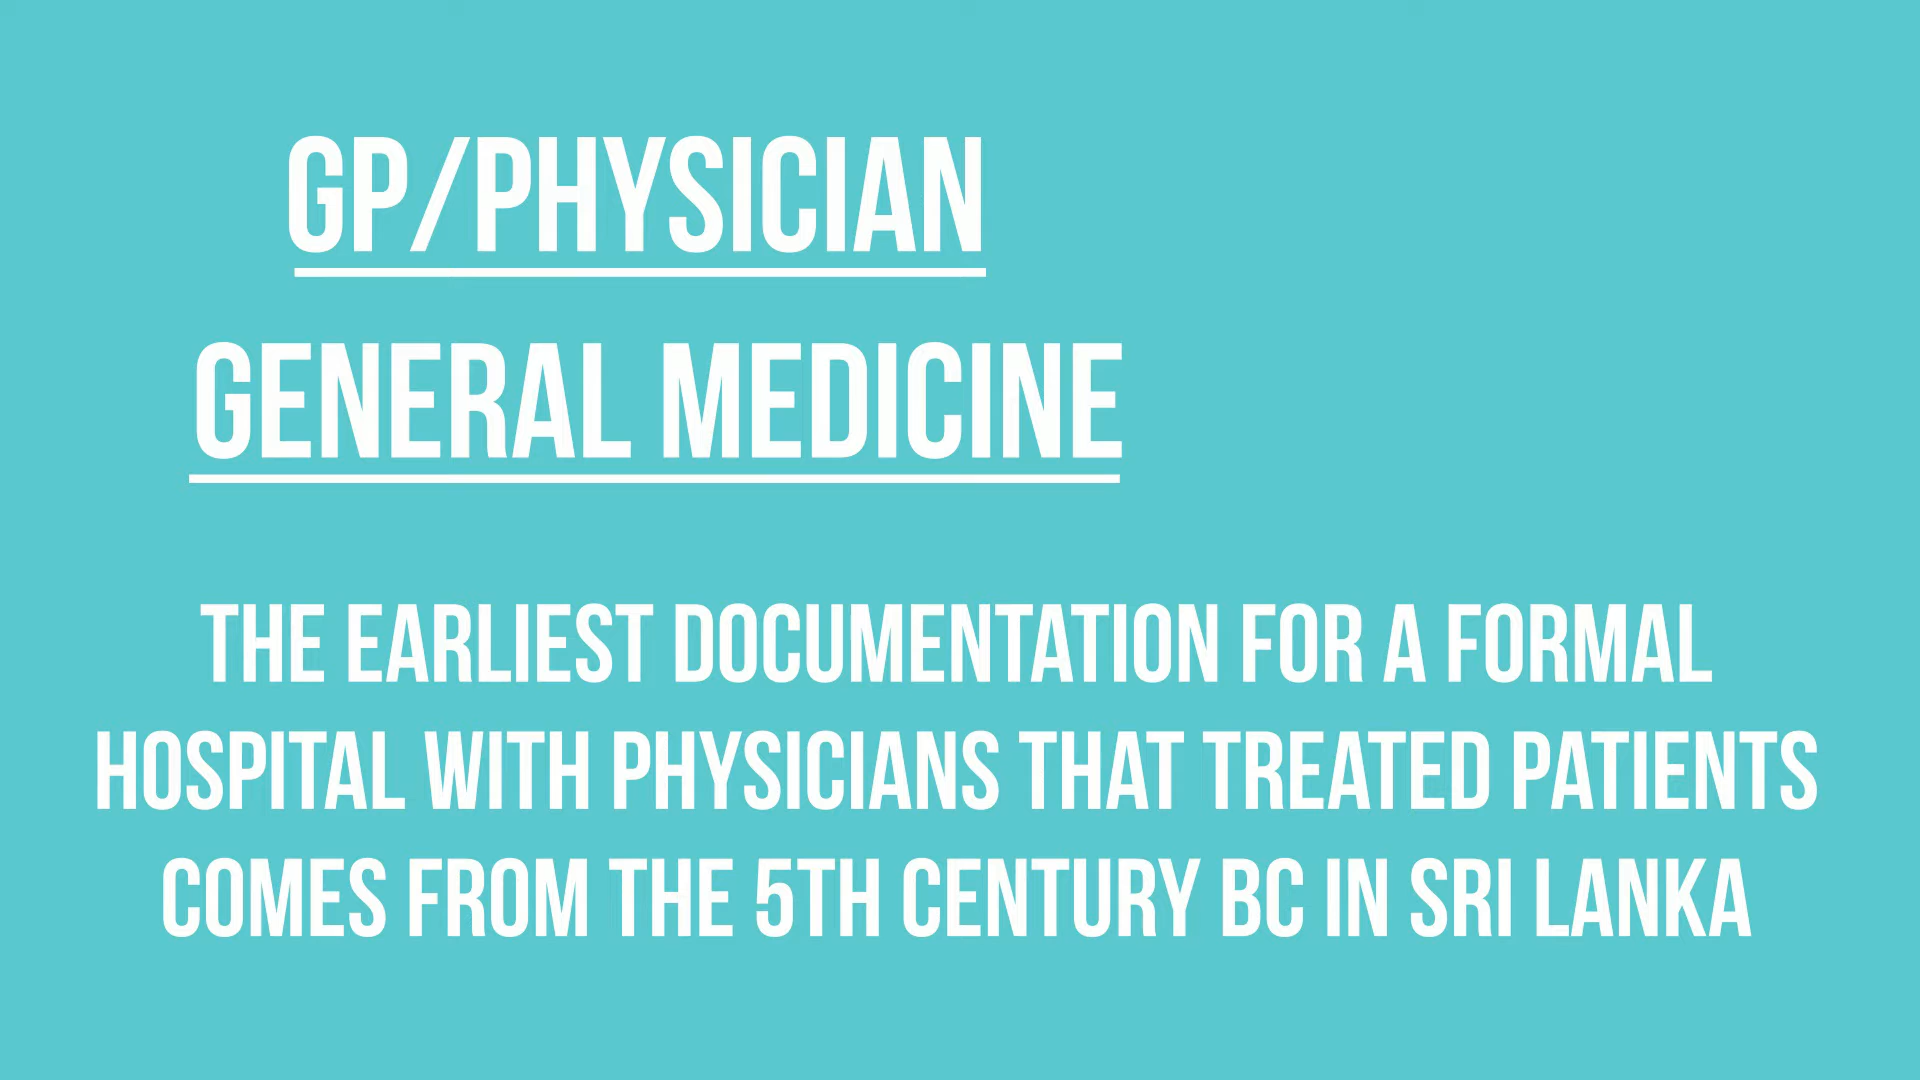 GP/PHYSICIAN
GENERAL MEDICINE
THE EARLIEST DOCUMENTATION FOR A FORMAL
HOSPITAL WITH PHYSICIANS THAT TREATED PATIENTS
COMES FROM THE 5TH CENTURY BC IN SRI LANKA